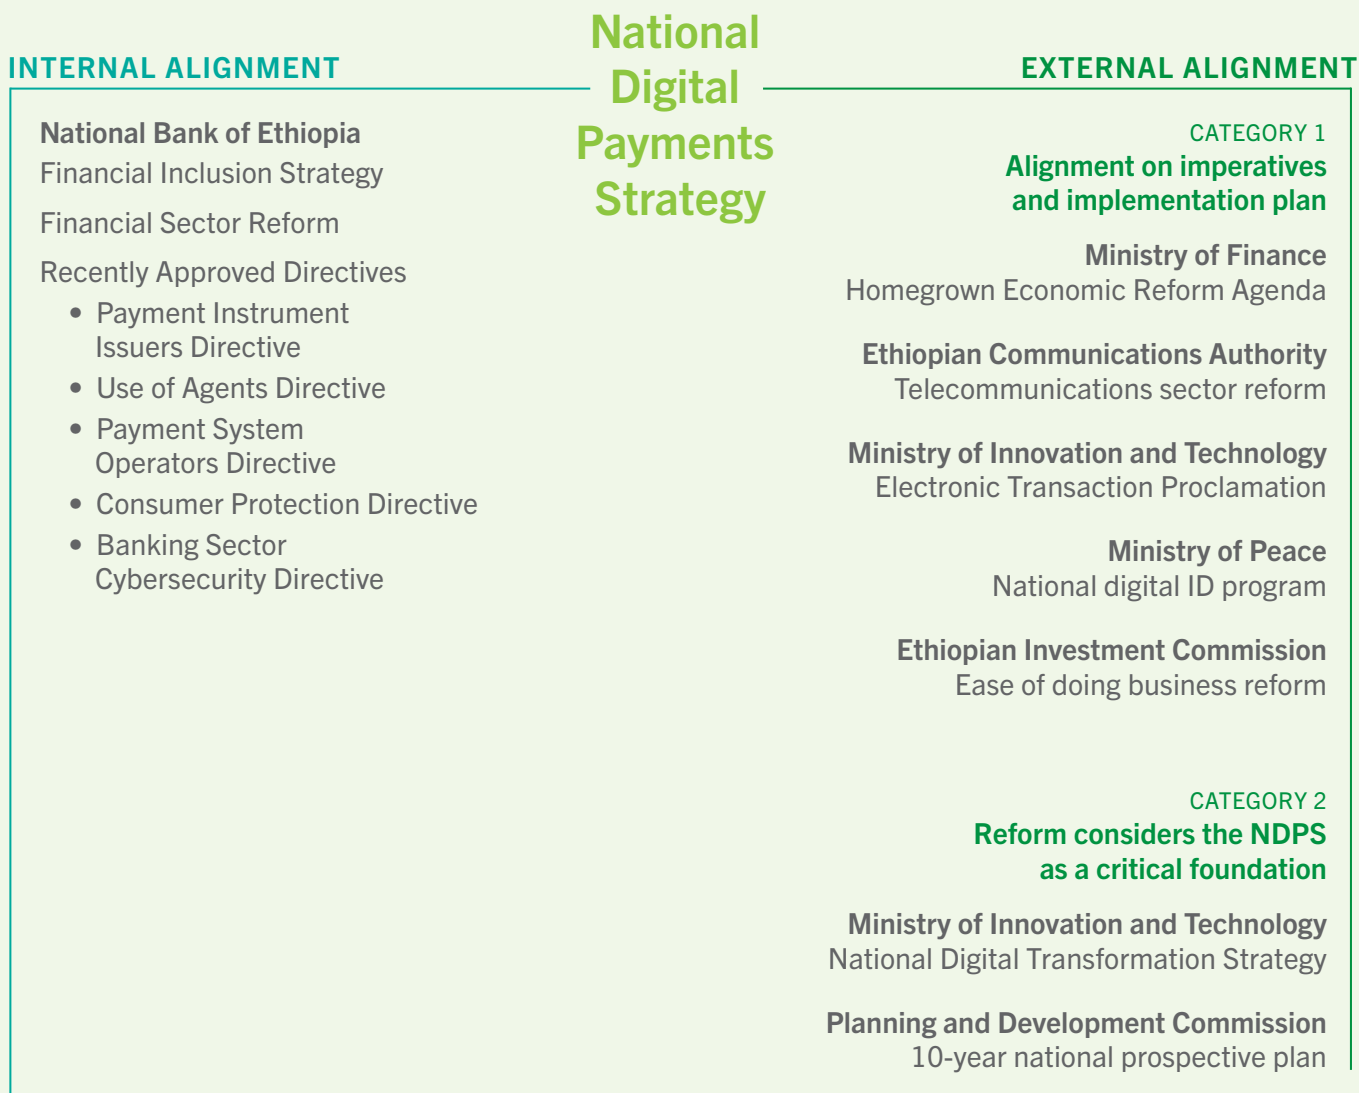 National
Digital
Payments
Strategy
INTERNAL ALIGNMENT
National Bank of Ethiopia
Financial Inclusion Strategy
Financial Sector Reform
Recently Approved Directives
• Payment Instrument
Issuers Directive
• Use of Agents Directive
• Payment System
Operators Directive
• Consumer Protection Directive
• Banking Sector
Cybersecurity Directive
EXTERNAL ALIGNMENT
CATEGORY 1
Alignment on imperatives
and implementation plan
Ministry of Finance
Homegrown Economic Reform Agenda
Ethiopian Communications Authority
Telecommunications sector reform
Ministry of Innovation and Technology
Electronic Transaction Proclamation
Ministry of Peace
National digital ID program
Ethiopian Investment Commission
Ease of doing business reform
CATEGORY 2
Reform considers the NDPS
as a critical foundation
Ministry of Innovation and Technology
National Digital Transformation Strategy
Planning and Development Commission
10-year national prospective plan